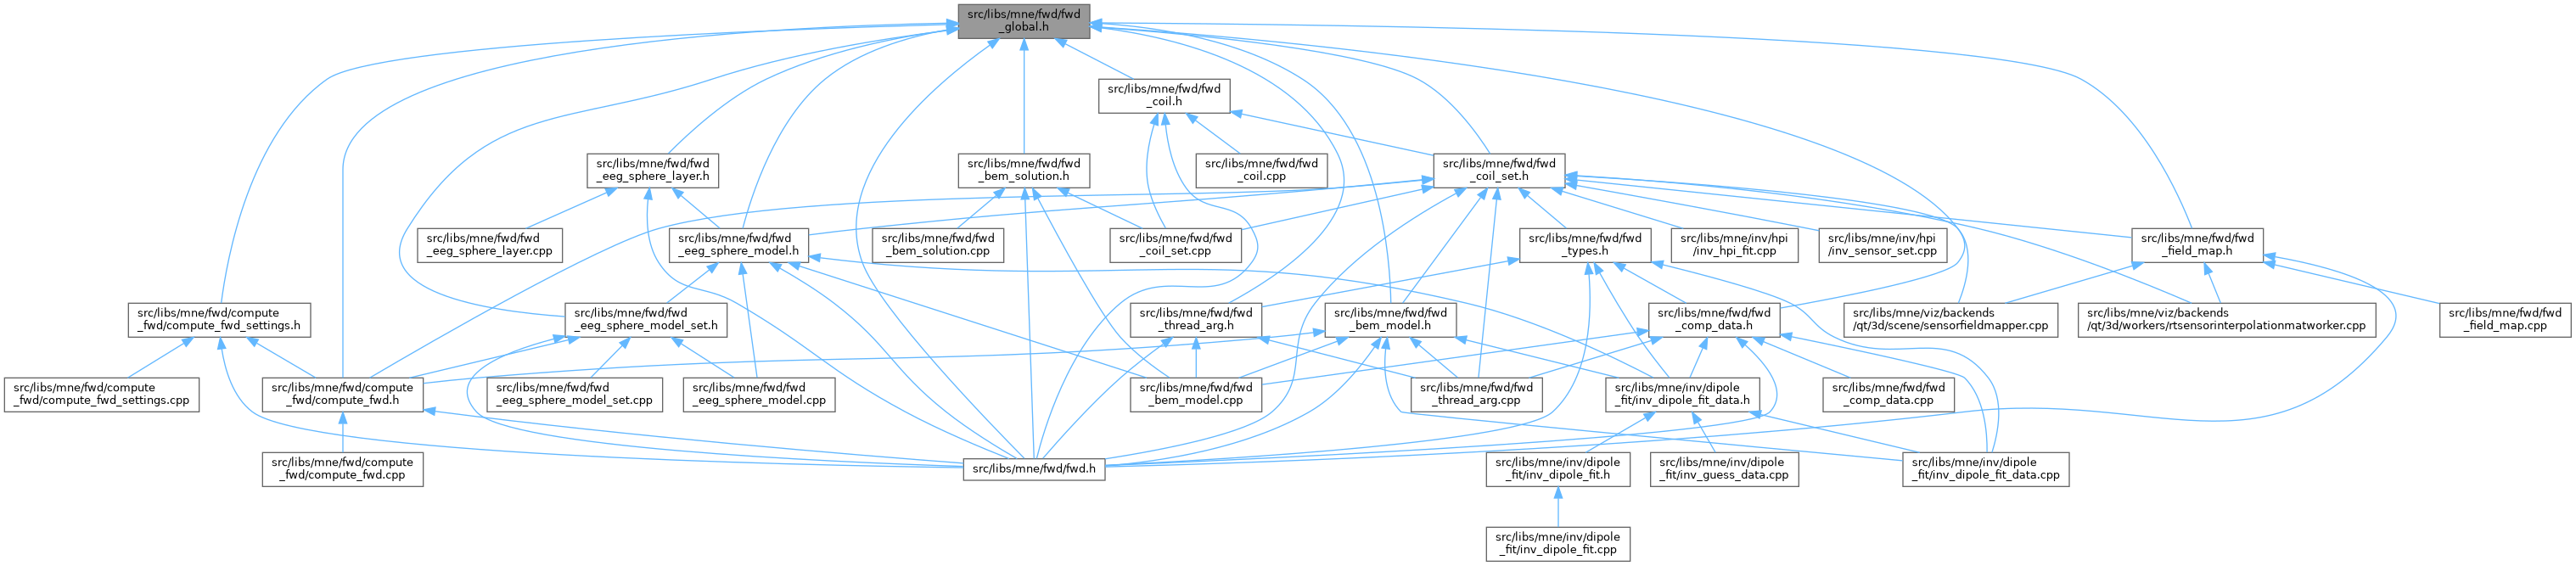 src/libs/mne/fwd/fwd
_global.h
src/libs/mne/fwd/fwd
_coil.h
src/libs/mne/fwd/fwd
_eeg_sphere_layer.h
src/libs/mne/fwd/fwd
_bem_solution.h
src/libs/mne/fwd/fwd
_coil.cpp
src/libs/mne/fwd/fwd
_coil_set.h
src/libs/mne/fwd/fwd
_eeg_sphere_layer.cpp
src/libs/mne/fwd/fwd
_eeg_sphere_model.h
src/libs/mne/fwd/fwd
_bem_solution.cpp
src/libs/mne/fwd/fwd
_coil_set.cpp
src/libs/mne/fwd/fwd
_types.h
src/libs/mne/inv/hpi
/inv_hpi_fit.cpp
src/libs/mne/inv/hpi
/inv_sensor_set.cpp
src/libs/mne/fwd/fwd
_field_map.h
src/libs/mne/fwd/compute
_fwd/compute_fwd_settings.h
src/libs/mne/fwd/fwd
_eeg_sphere_model_set.h
src/libs/mne/fwd/fwd
_thread_arg.h
src/libs/mne/fwd/fwd
_bem_model.h
src/libs/mne/fwd/fwd
_comp_data.h
src/libs/mne/viz/backends
/qt/3d/scene/sensorfieldmapper.cpp
src/libs/mne/viz/backends
/qt/3d/workers/rtsensorinterpolationmatworker.cpp
src/libs/mne/fwd/fwd
_field_map.cpp
src/libs/mne/fwd/compute
_fwd/compute_fwd_settings.cpp
src/libs/mne/fwd/compute
_fwd/compute_fwd.h
src/libs/mne/fwd/fwd
_eeg_sphere_model_set.cpp
src/libs/mne/fwd/fwd
_eeg_sphere_model.cpp
src/libs/mne/fwd/fwd
_bem_model.cpp
src/libs/mne/fwd/fwd
_thread_arg.cpp
src/libs/mne/inv/dipole
_fit/inv_dipole_fit_data.h
src/libs/mne/fwd/fwd
_comp_data.cpp
src/libs/mne/fwd/compute
_fwd/compute_fwd.cpp
src/libs/mne/fwd/fwd.h
src/libs/mne/inv/dipole
_fit/inv_dipole_fit.h
src/libs/mne/inv/dipole
_fit/inv_guess_data.cpp
src/libs/mne/inv/dipole
_fit/inv_dipole_fit_data.cpp
src/libs/mne/inv/dipole
_fit/inv_dipole_fit.cpp